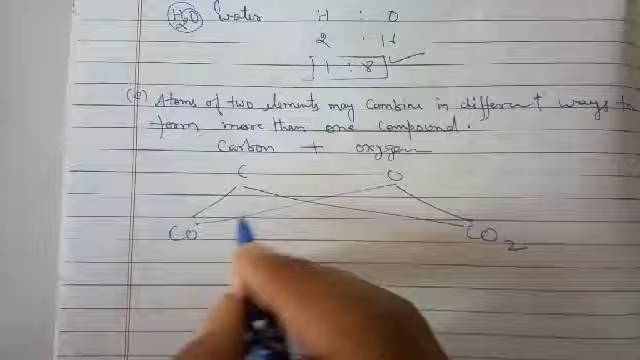 H2O water H : O
2 : 16
1 : 8
(e) Atoms of two elements may combine in different ways to
form more than one compound.
Carbon + oxygen
C O
CO CO2